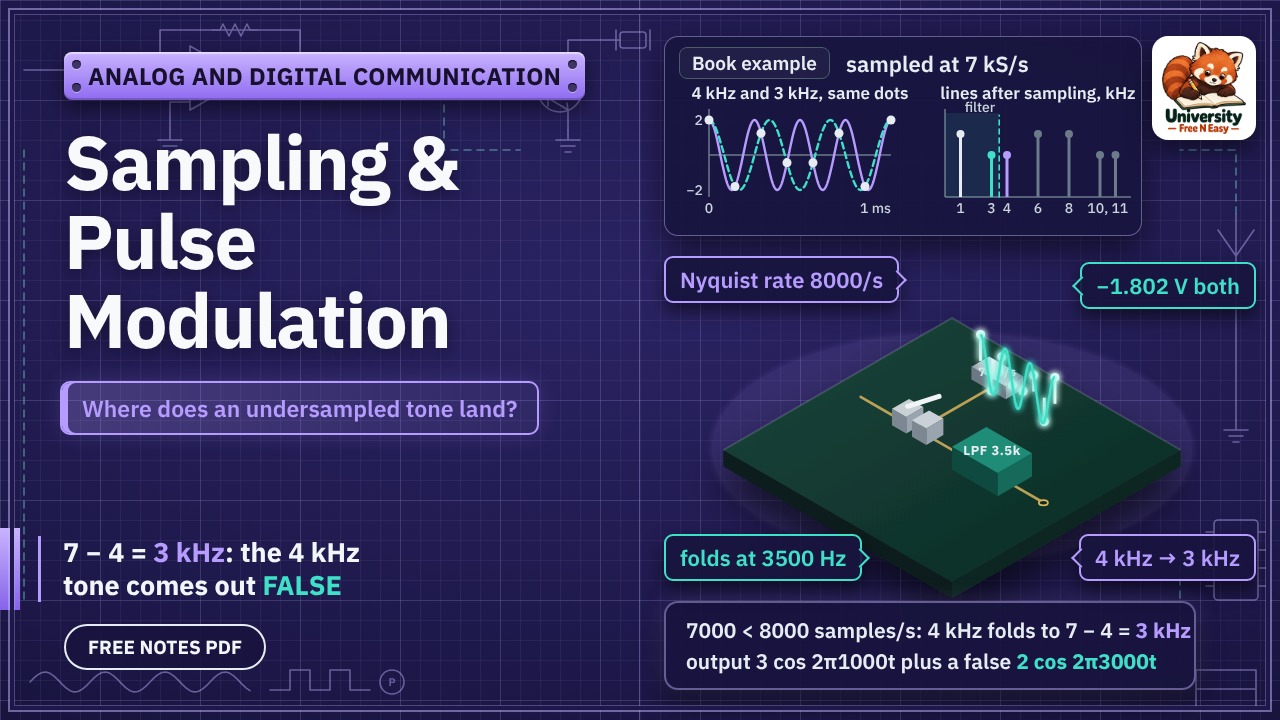 ANALOG AND DIGITAL COMMUNICATION
Sampling &
Pulse
Modulation
Where does an undersampled tone land?
7 – 4 = 3 kHz: the 4 kHz
tone comes out FALSE
FREE NOTES PDF
P
Book example
sampled at 7 kS/s
4 kHz and 3 kHz, same dots
2
−2
0
1 ms
lines after sampling, kHz
filter
1 3 4 6 8 10, 11
University
Free N Easy
Nyquist rate 8000/s
−1.802 V both
LPF 3.5k
folds at 3500 Hz
4 kHz → 3 kHz
7000 < 8000 samples/s: 4 kHz folds to 7 – 4 = 3 kHz
output 3 cos 2π1000t plus a false 2 cos 2π3000t